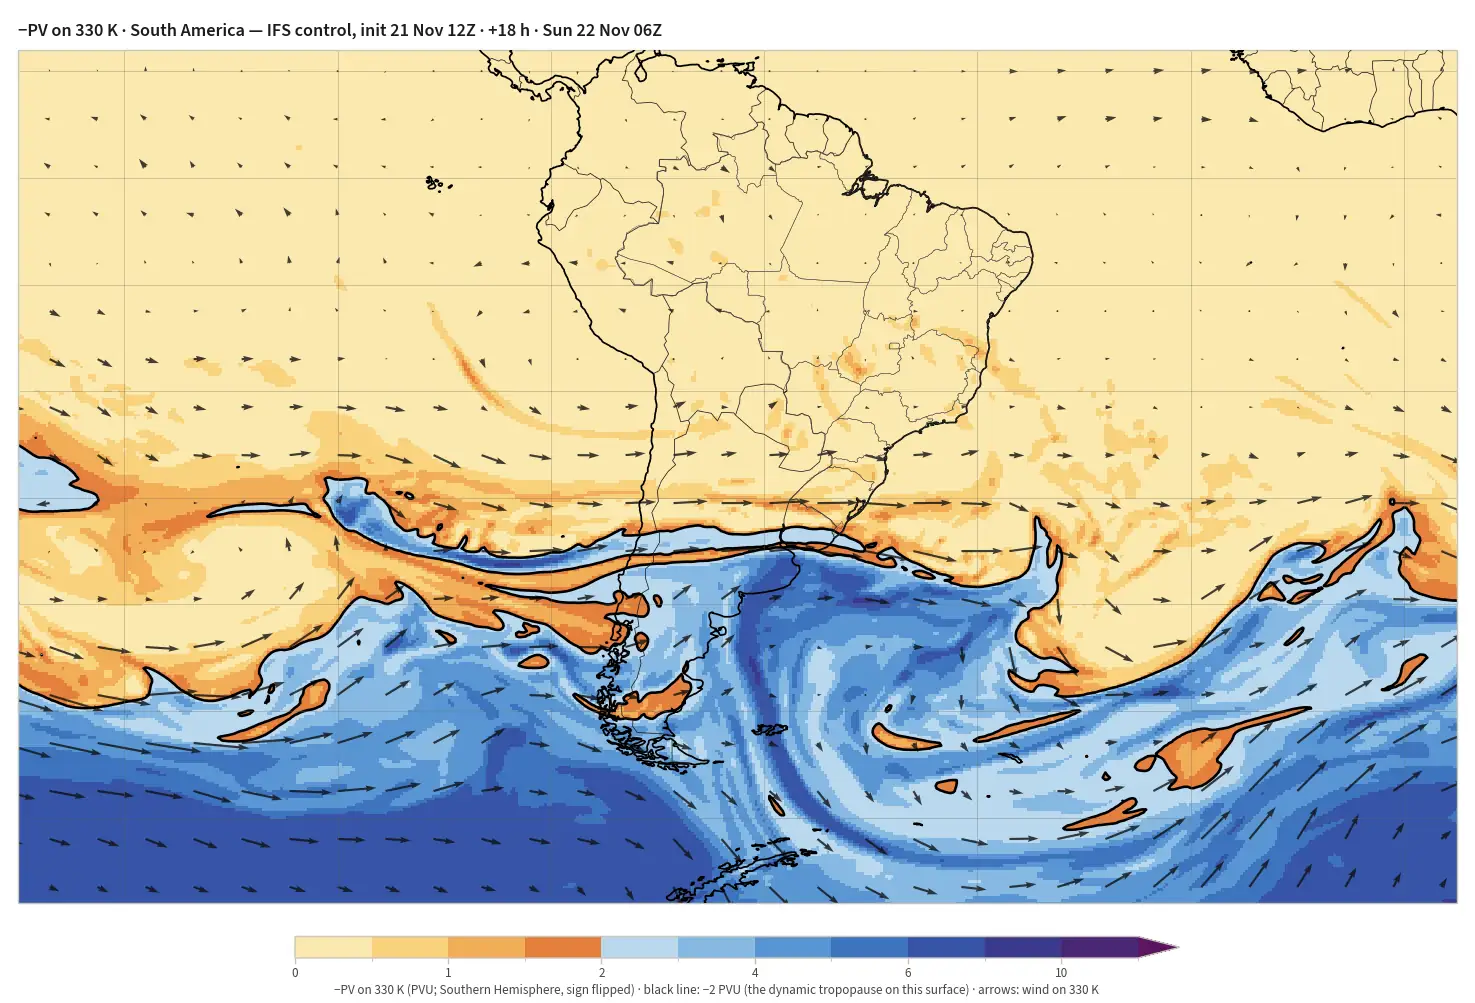 −PV on 330 K · South America — IFS control, init 21 Nov 12Z · +18 h · Sun 22 Nov 06Z
0 1 2 4 6 10
−PV on 330 K (PVU; Southern Hemisphere, sign flipped) · black line: −2 PVU (the dynamic tropopause on this surface) · arrows: wind on 330 K